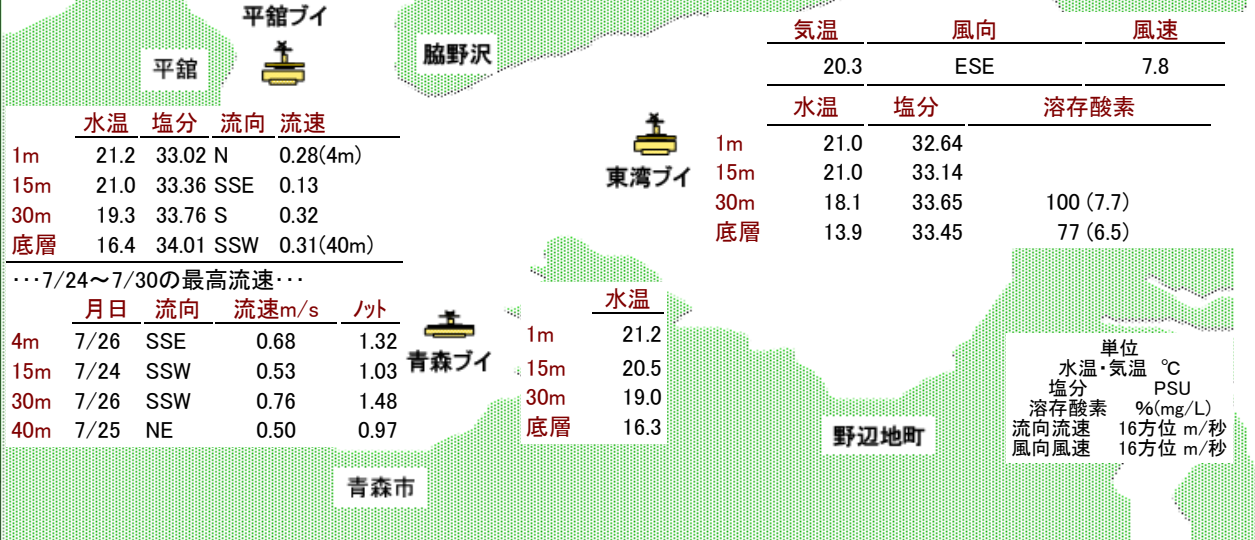 平舘ブイ
平舘
脇野沢
水温 塩分 流向 流速
1m 21.2 33.02 N 0.28(4m)
15m 21.0 33.36 SSE 0.13
30m 19.3 33.76 S 0.32
底層 16.4 34.01 SSW 0.31(40m)
･･･7/24～7/30の最高流速･･･
月日 流向 流速m/s ﾉｯﾄ
4m 7/26 SSE 0.68 1.32
15m 7/24 SSW 0.53 1.03
30m 7/26 SSW 0.76 1.48
40m 7/25 NE 0.50 0.97
青森ブイ
水温
1m 21.2
15m 20.5
30m 19.0
底層 16.3
青森市
東湾ブイ
気温 風向 風速
20.3 ESE 7.8
水温 塩分 溶存酸素
1m 21.0 32.64
15m 21.0 33.14
30m 18.1 33.65 100 (7.7)
底層 13.9 33.45 77 (6.5)
野辺地町
単位
水温・気温 ℃
塩分 PSU
溶存酸素 %(mg/L)
流向流速 16方位 m/秒
風向風速 16方位 m/秒